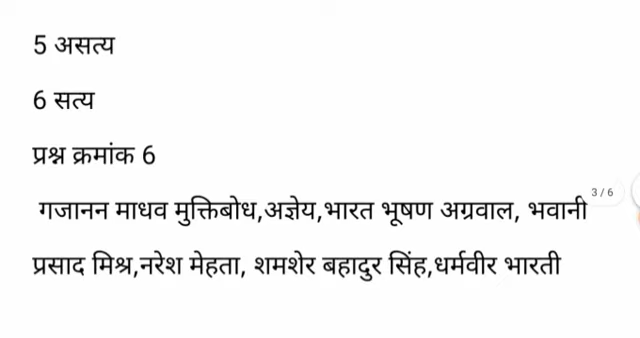 5 असत्य
6 सत्य
प्रश्न क्रमांक 6
3 / 6
गजानन माधव मुक्तिबोध,अज्ञेय,भारत भूषण अग्रवाल, भवानी
प्रसाद मिश्र,नरेश मेहता, शमशेर बहादुर सिंह,धर्मवीर भारती